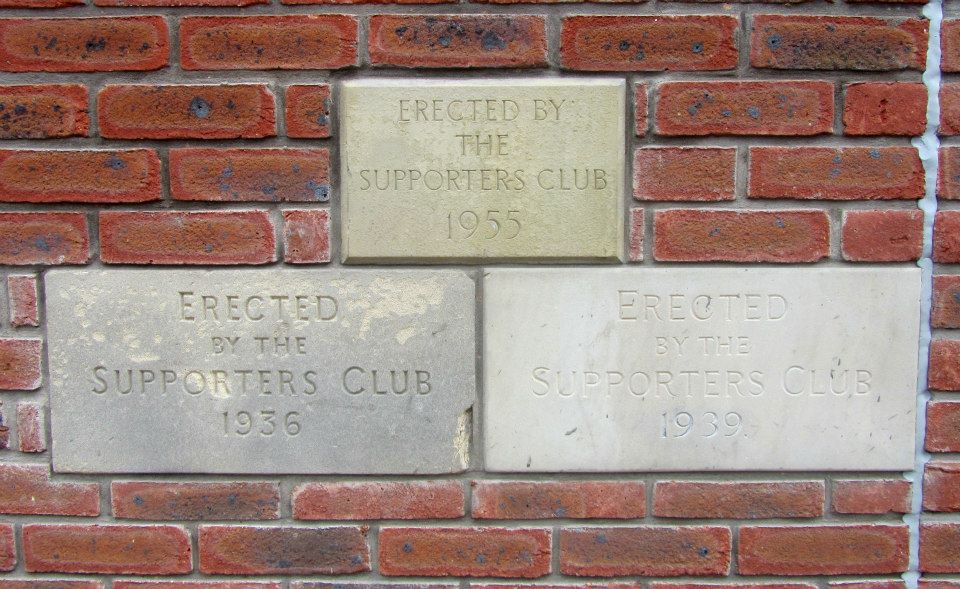 ERECTED BY
THE
SUPPORTERS CLUB
1955
ERECTED
BY THE
SUPPORTERS CLUB
1936
ERECTED
BY THE
SUPPORTERS CLUB
1939